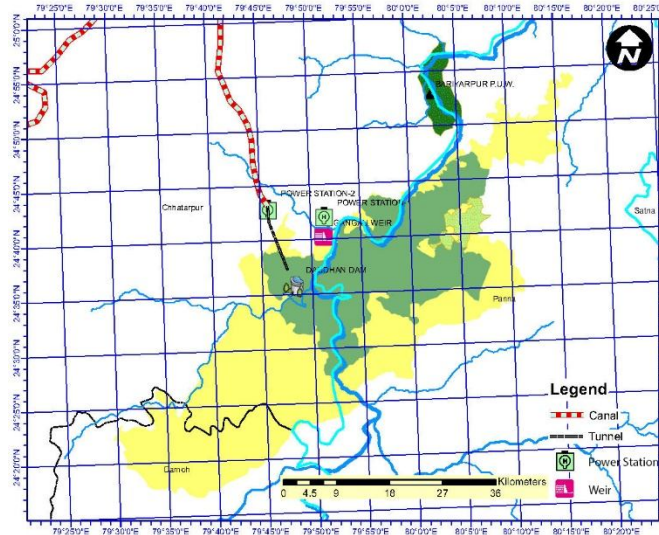 79°25'0"E 79°30'0"E 79°35'0"E 79°40'0"E 79°45'0"E 79°50'0"E 79°55'0"E 80°0'0"E 80°5'0"E 80°10'0"E 80°15'0"E 80°20'0"E 80°25'0"E
25°0'0"N
N
24°55'0"N
BARIYARPUR P.U.W.
24°50'0"N
24°45'0"N
POWER STATION-2
Chhatarpur
POWER STATION
Satna
GANGAU WEIR
24°40'0"N
DAUDHAN DAM
24°35'0"N
Panna
24°30'0"N
Legend
Canal
24°25'0"N
Tunnel
Power Station
24°20'0"N
Damoh
Kilometers
Weir
0 4.5 9 18 27 36
79°25'0"E 79°30'0"E 79°35'0"E 79°40'0"E 79°45'0"E 79°50'0"E 79°55'0"E 80°0'0"E 80°5'0"E 80°10'0"E 80°15'0"E 80°20'0"E